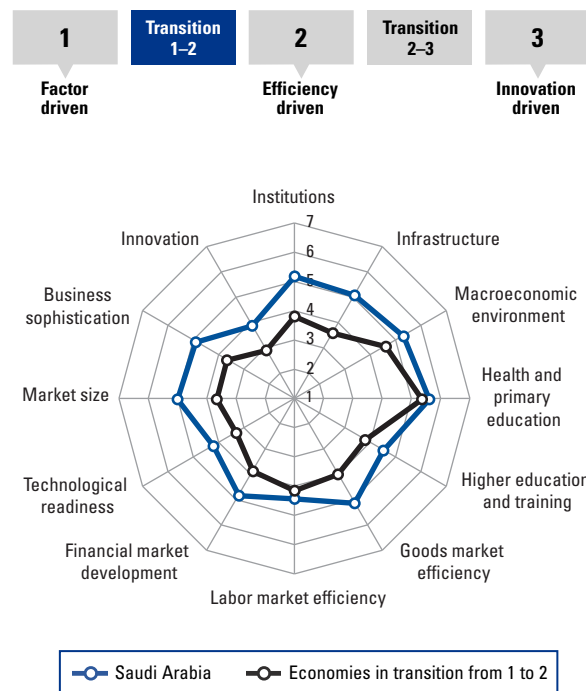 1
Transition
1–2
2
Transition
2–3
3
Factor
driven
Efficiency
driven
Innovation
driven
Institutions
7
Innovation
6
Infrastructure
5
Business
sophistication
4
Macroeconomic
environment
3
2
Market size
1
Health and
primary
education
Technological
readiness
Higher education
and training
Financial market
development
Goods market
efficiency
Labor market efficiency
Saudi Arabia
Economies in transition from 1 to 2